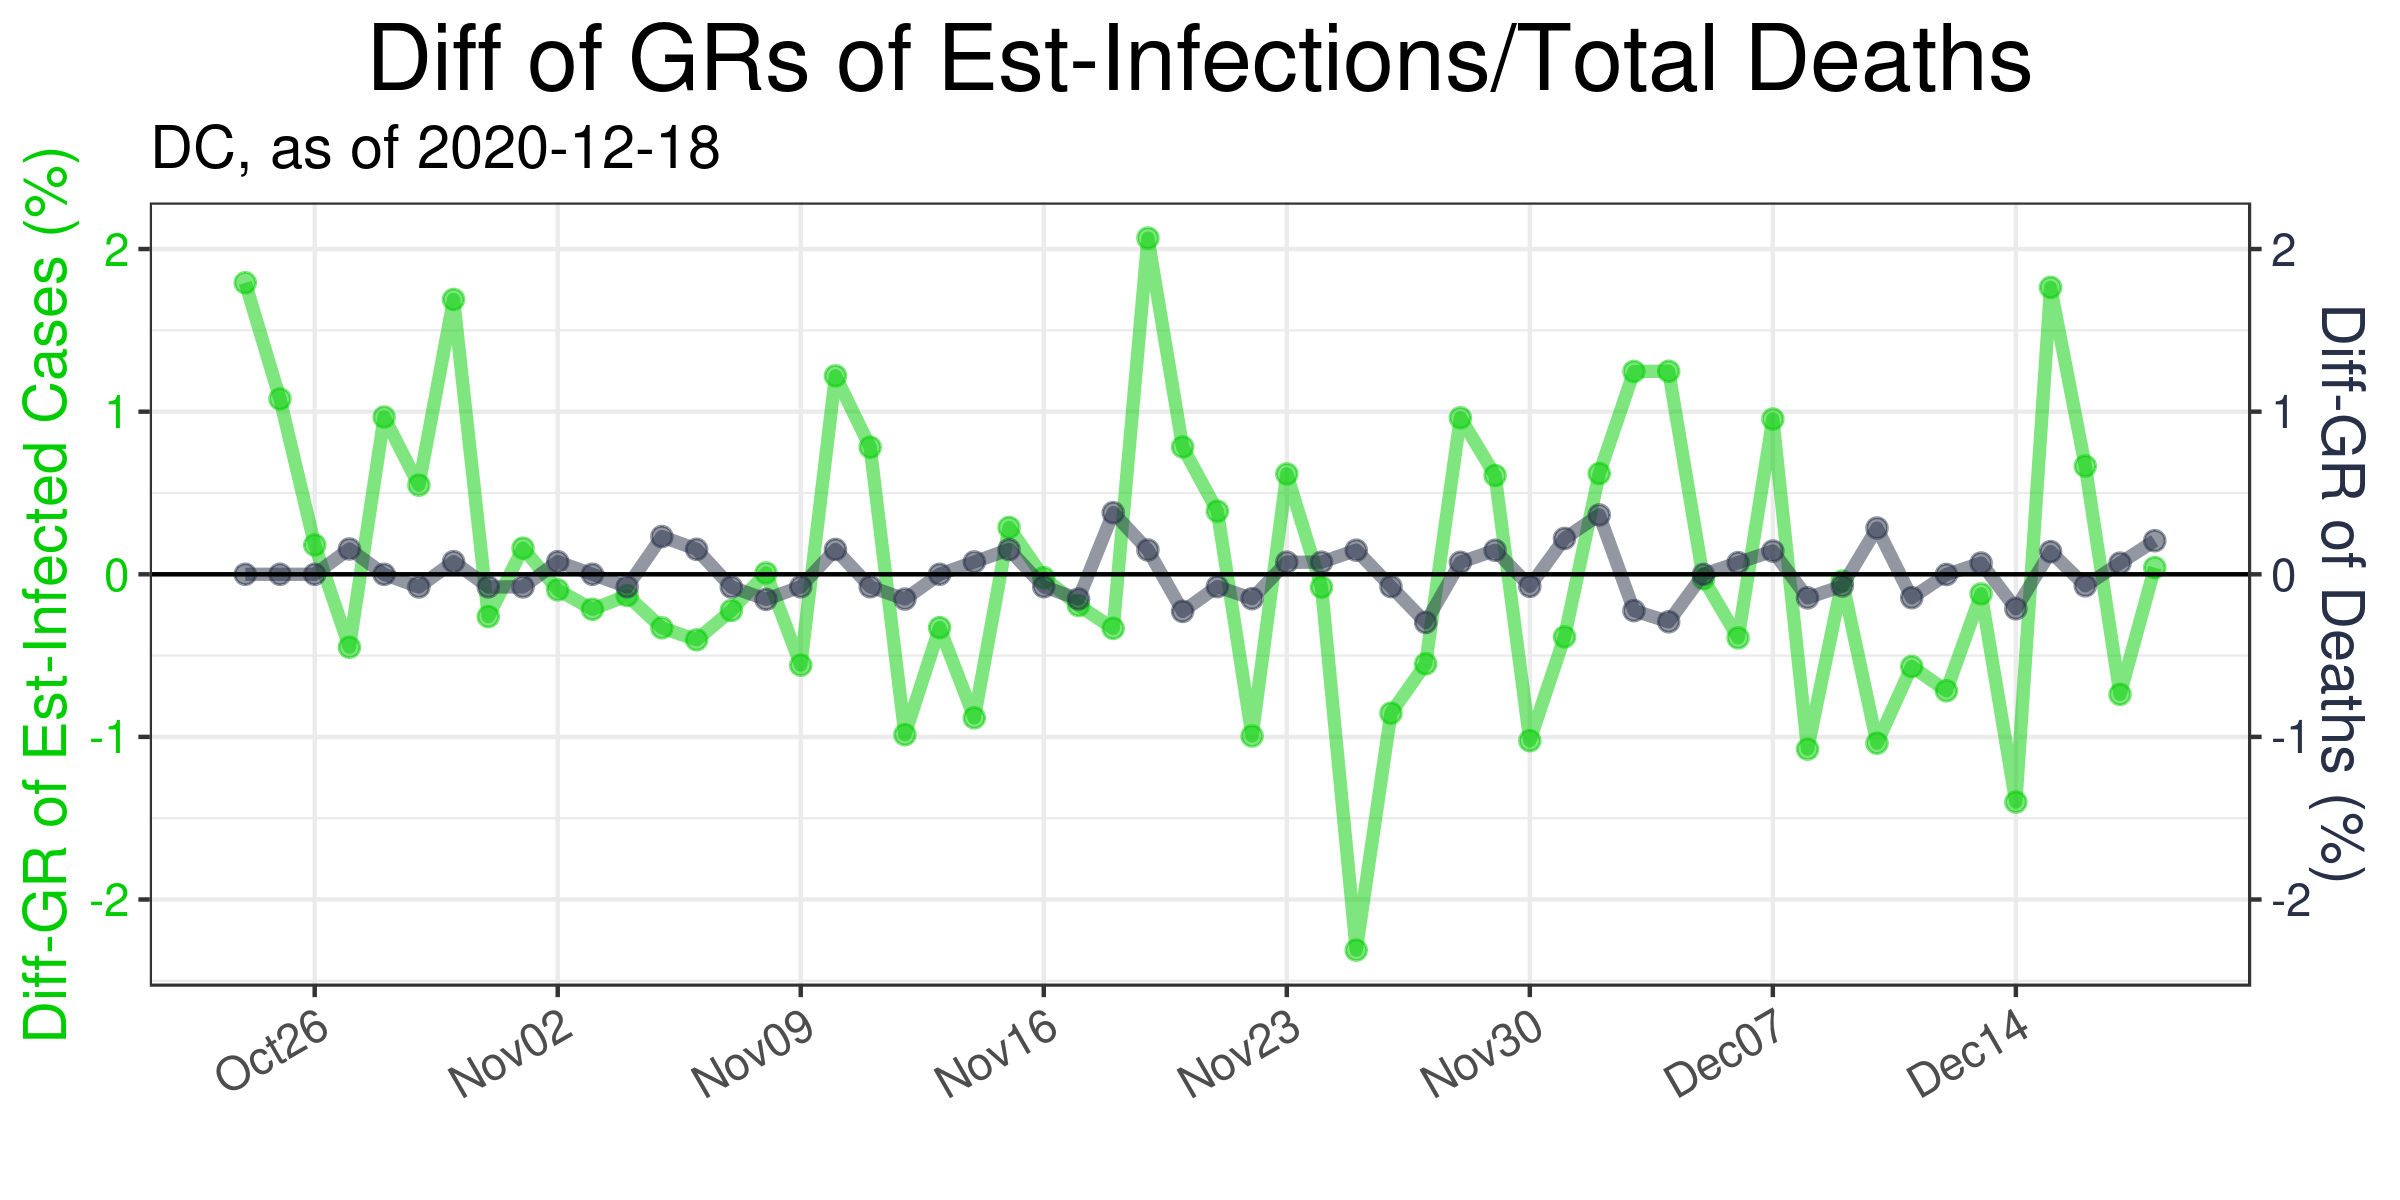 Diff of GRs of Est-Infections/Total Deaths
DC, as of 2020-12-18
Diff-GR of Est-Infected Cases (%)
2
1
0
-1
-2
2
1
0
-1
-2
Diff-GR of Deaths (%)
Oct26
Nov02
Nov09
Nov16
Nov23
Nov30
Dec07
Dec14